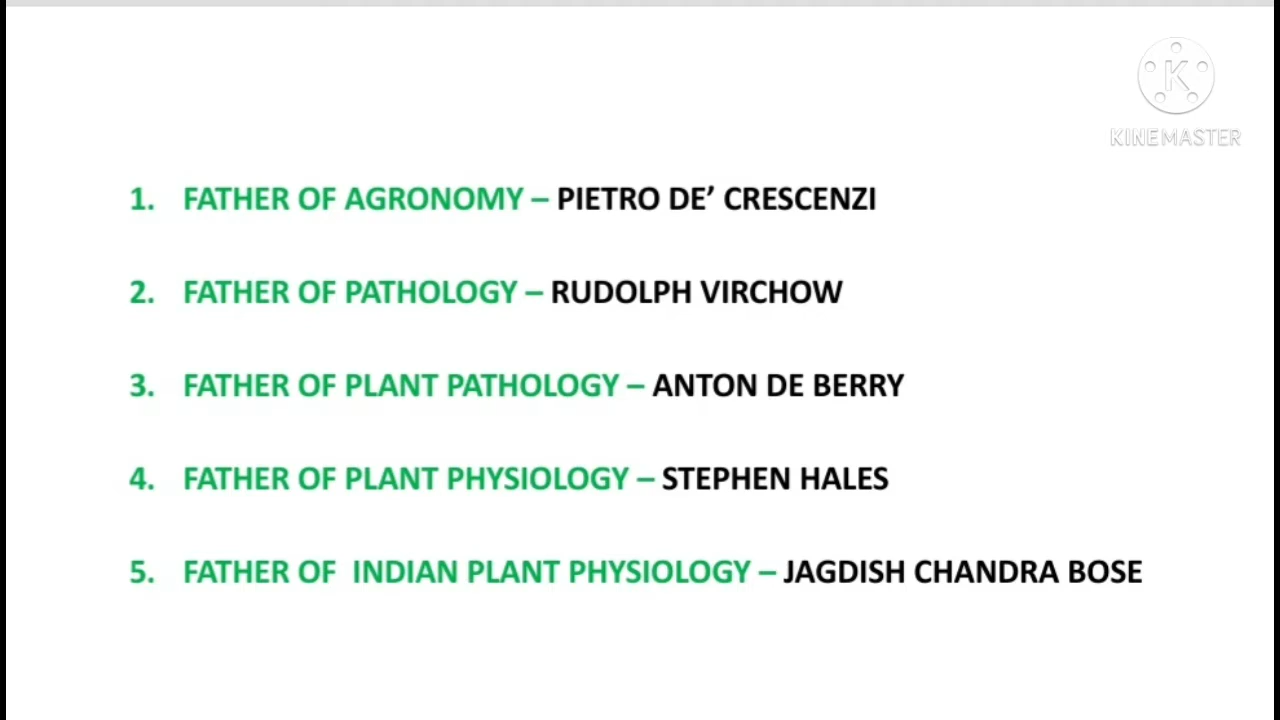 KINEMASTER
1. FATHER OF AGRONOMY – PIETRO DE’ CRESCENZI
2. FATHER OF PATHOLOGY – RUDOLPH VIRCHOW
3. FATHER OF PLANT PATHOLOGY – ANTON DE BERRY
4. FATHER OF PLANT PHYSIOLOGY – STEPHEN HALES
5. FATHER OF INDIAN PLANT PHYSIOLOGY – JAGDISH CHANDRA BOSE